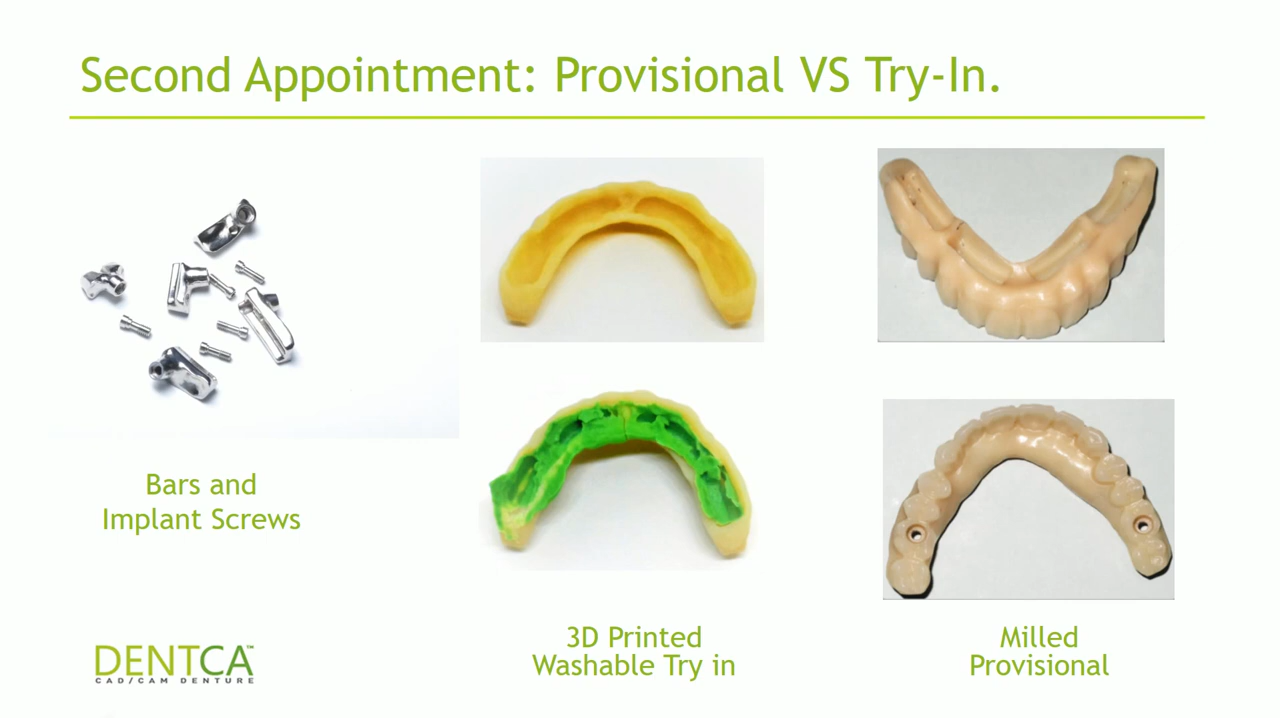 Second Appointment: Provisional VS Try-In.
Bars and
Implant Screws
3D Printed
Washable Try in
Milled
Provisional
DENTCA™
CAD/CAM DENTURE